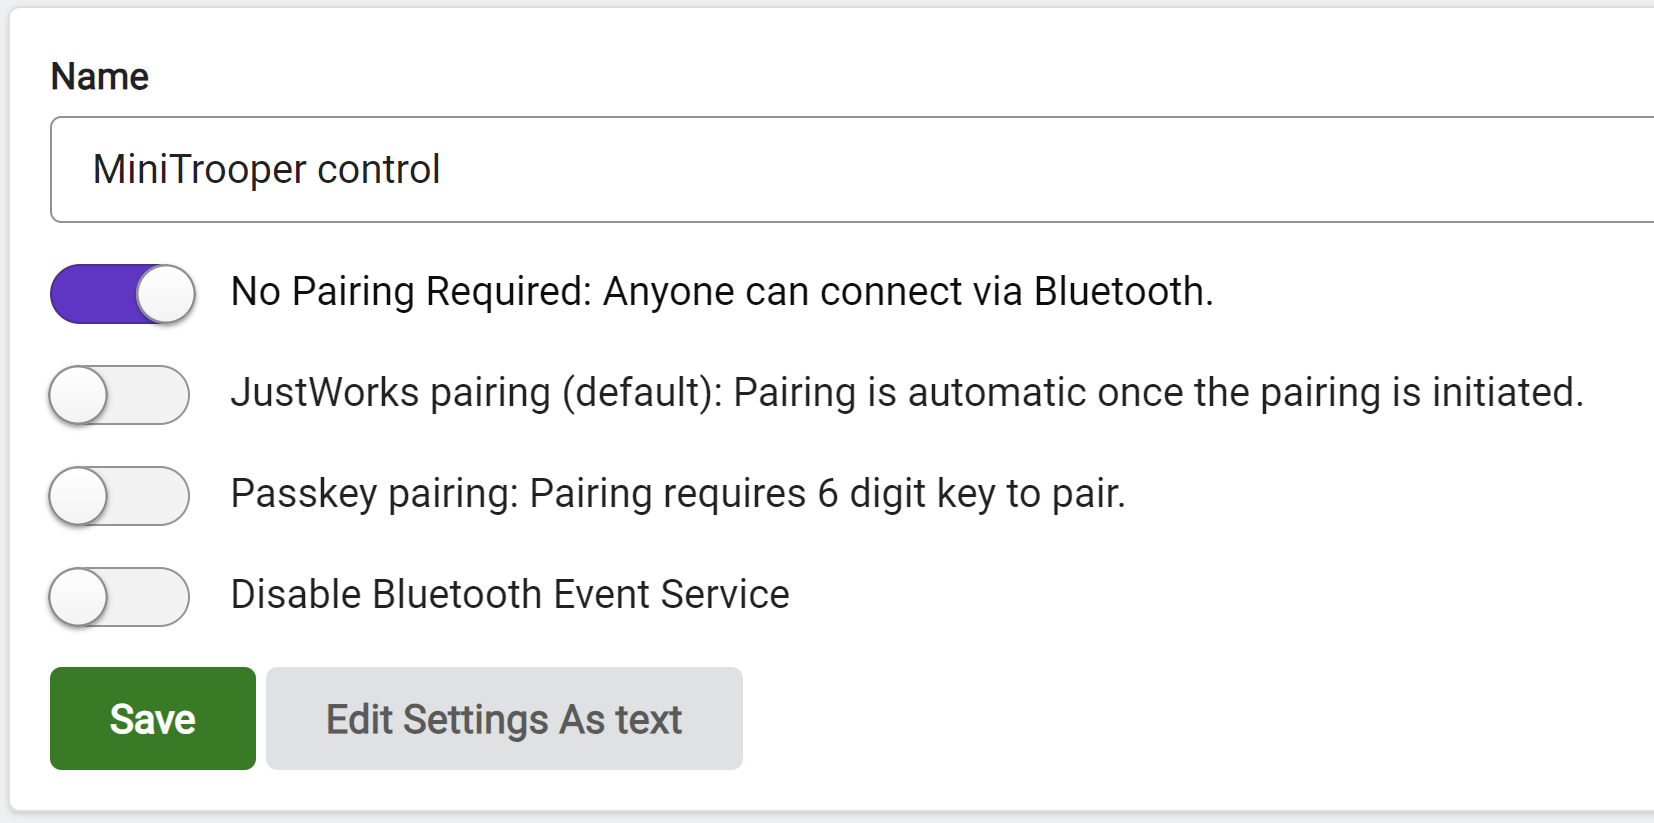 Name
MiniTrooper control
No Pairing Required: Anyone can connect via Bluetooth.
JustWorks pairing (default): Pairing is automatic once the pairing is initiated.
Passkey pairing: Pairing requires 6 digit key to pair.
Disable Bluetooth Event Service
Save
Edit Settings As text